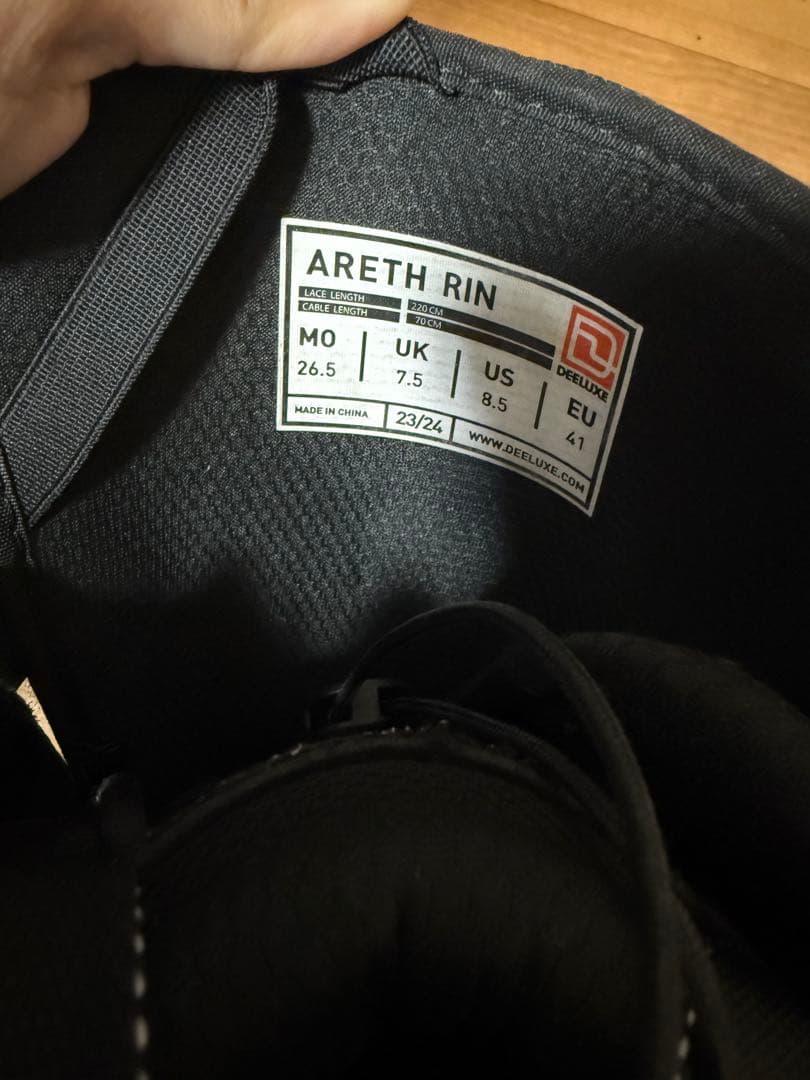 ARETH RIN
LACE LENGTH 220 CM
CABLE LENGTH 70 CM
MO UK US EU
26.5 7.5 8.5 41
DEELUXE
MADE IN CHINA 23/24 WWW.DEELUXE.COM